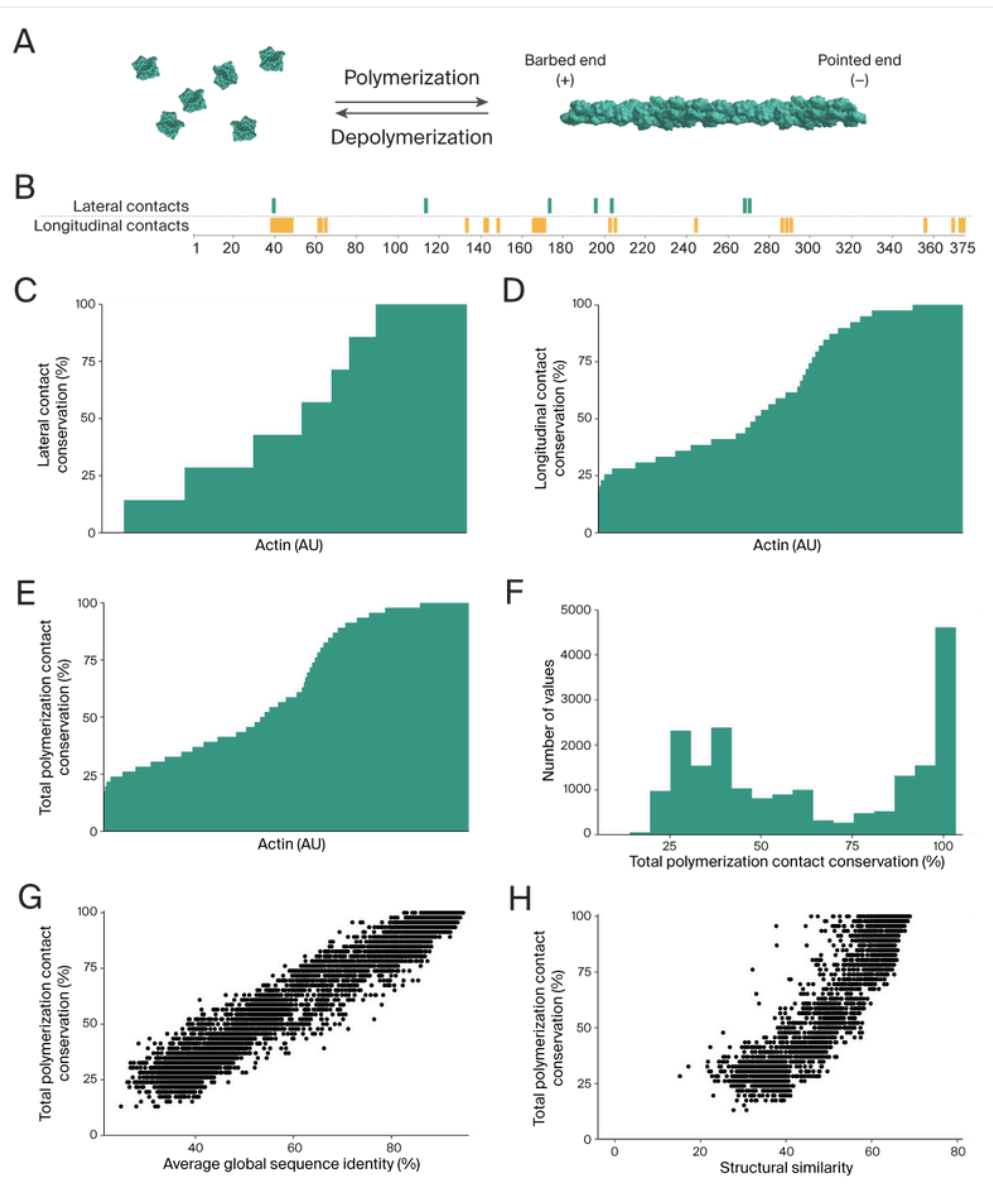 A
Polymerization
Depolymerization
Barbed end
(+)
Pointed end
(−)
B
Lateral contacts
Longitudinal contacts
1 20 40 60 80 100 120 140 160 180 200 220 240 260 280 300 320 340 360 375
C
Lateral contact
conservation (%)
100
75
50
25
0
Actin (AU)
D
Longitudinal contact
conservation (%)
100
75
50
25
0
Actin (AU)
E
Total polymerization contact
conservation (%)
100
75
50
25
0
Actin (AU)
F
Number of values
5000
4000
3000
2000
1000
0
25 50 75 100
Total polymerization contact conservation (%)
G
Total polymerization contact
conservation (%)
100
75
50
25
0
40 60 80
Average global sequence identity (%)
H
Total polymerization contact
conservation (%)
100
75
50
25
0
0 20 40 60 80
Structural similarity